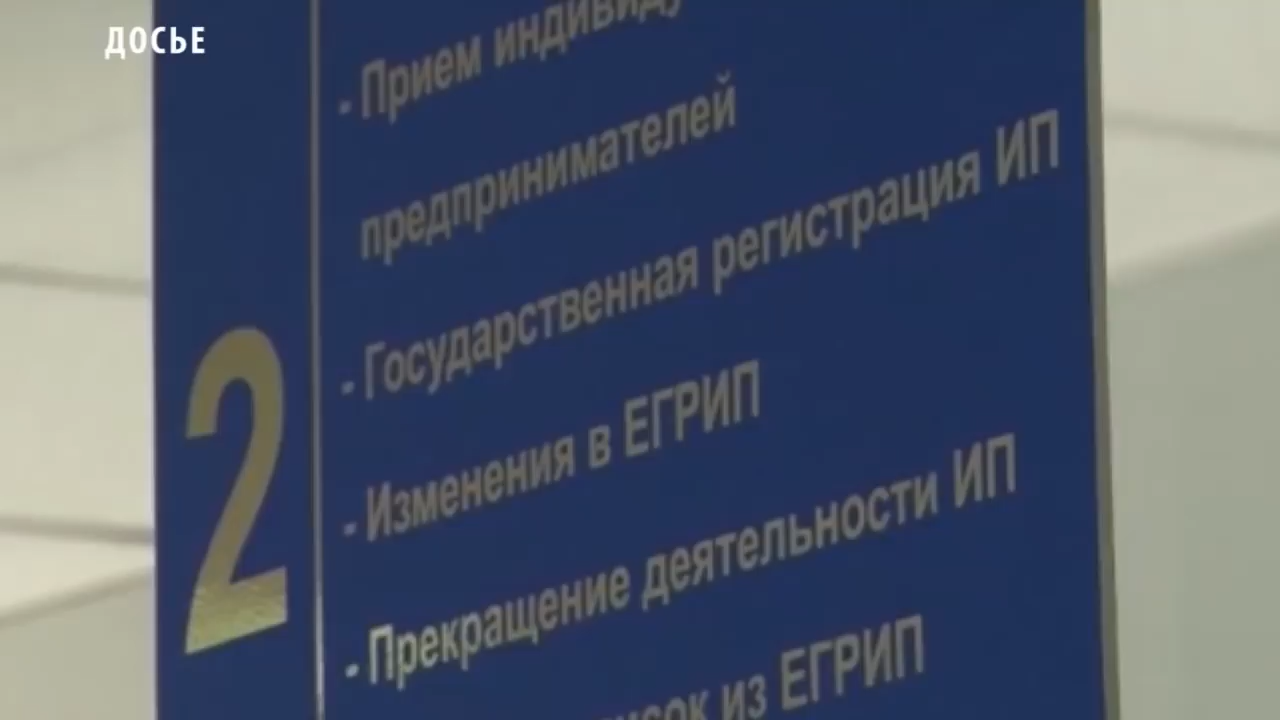 ДОСЬЕ
- Прием
предпринимателей
- Государственная регистрация ИП
2
- Изменения в ЕГРИП
- Прекращение деятельности ИП
из ЕГРИП